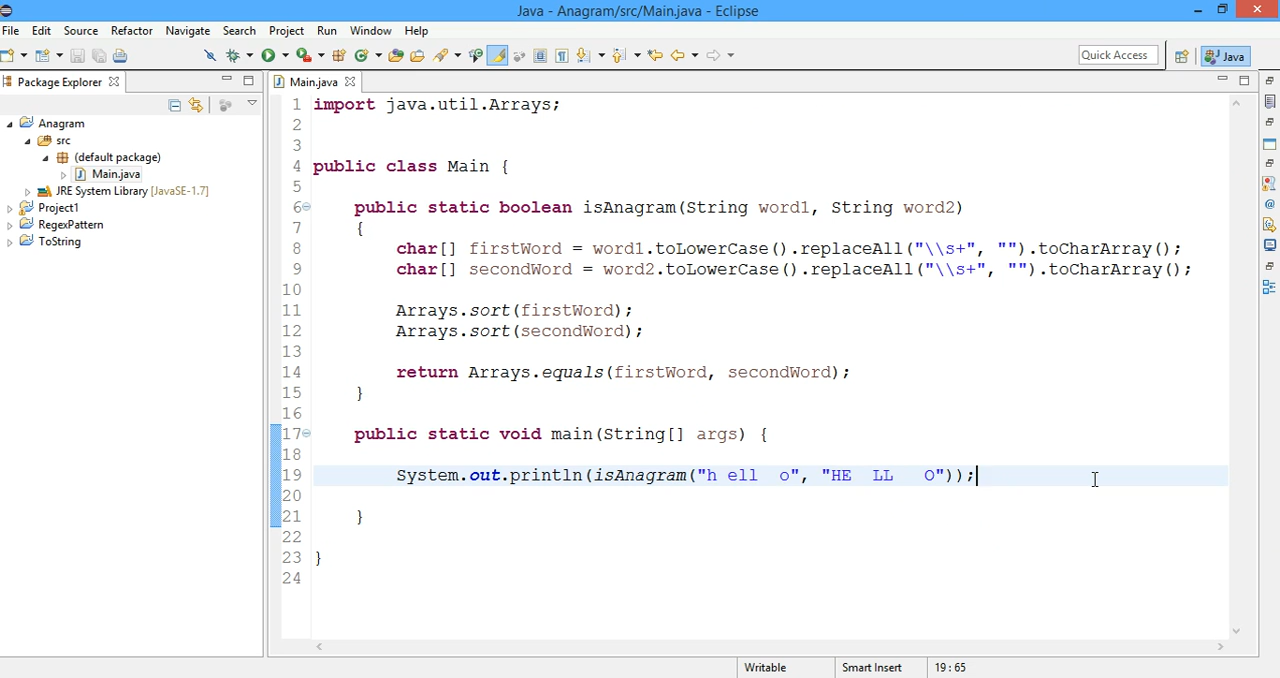 Java - Anagram/src/Main.java - Eclipse
File Edit Source Refactor Navigate Search Project Run Window Help
Quick Access Java
Package Explorer
Anagram
src
(default package)
Main.java
JRE System Library [JavaSE-1.7]
Project1
RegexPattern
ToString
Main.java
1 import java.util.Arrays;
2
3
4 public class Main {
5
6 public static boolean isAnagram(String word1, String word2)
7 {
8 char[] firstWord = word1.toLowerCase().replaceAll("\\s+", "").toCharArray();
9 char[] secondWord = word2.toLowerCase().replaceAll("\\s+", "").toCharArray();
10
11 Arrays.sort(firstWord);
12 Arrays.sort(secondWord);
13
14 return Arrays.equals(firstWord, secondWord);
15 }
16
17 public static void main(String[] args) {
18
19 System.out.println(isAnagram("h ell  o", "HE  LL   O"));
20
21 }
22
23 }
24
Writable Smart Insert 19 : 65